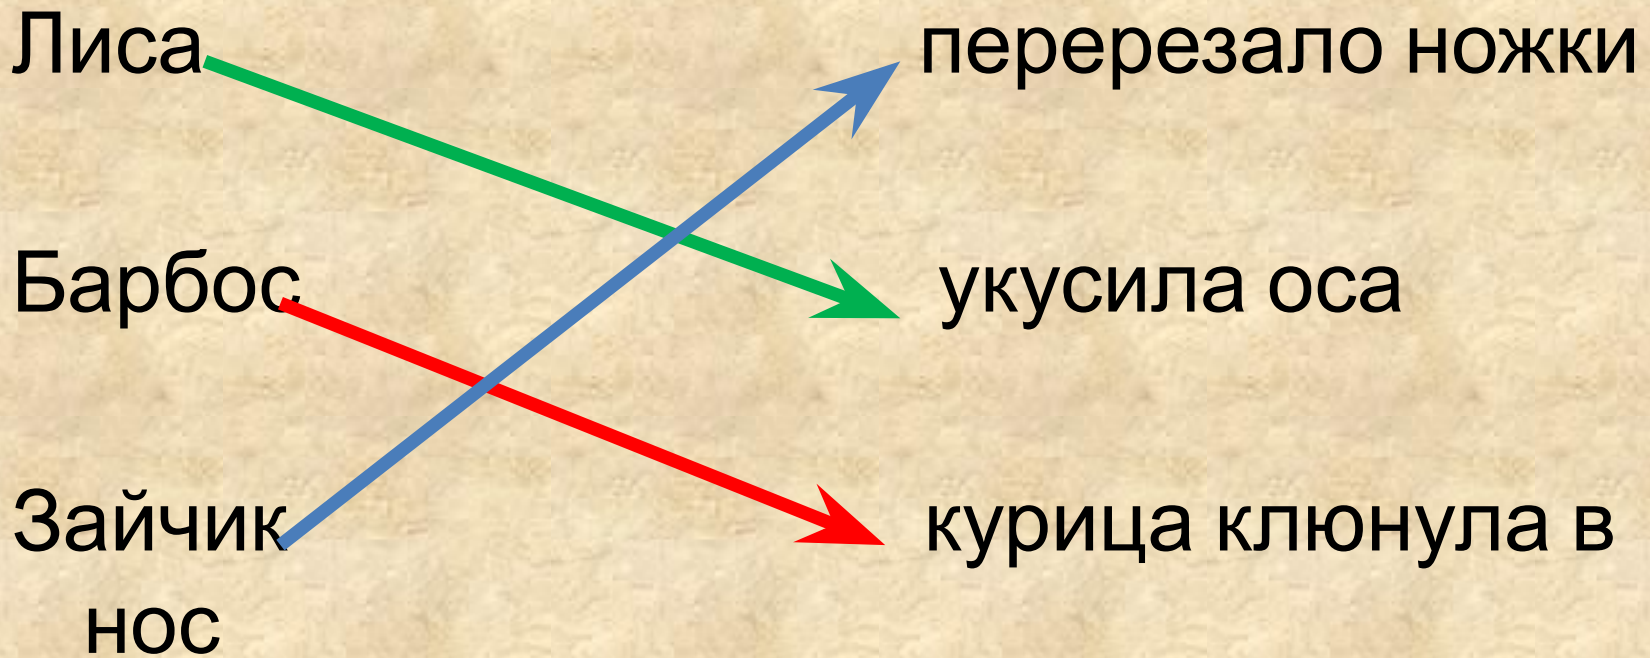 Лиса перерезало ножки
Барбос укусила оса
Зайчик курица клюнула в
нос